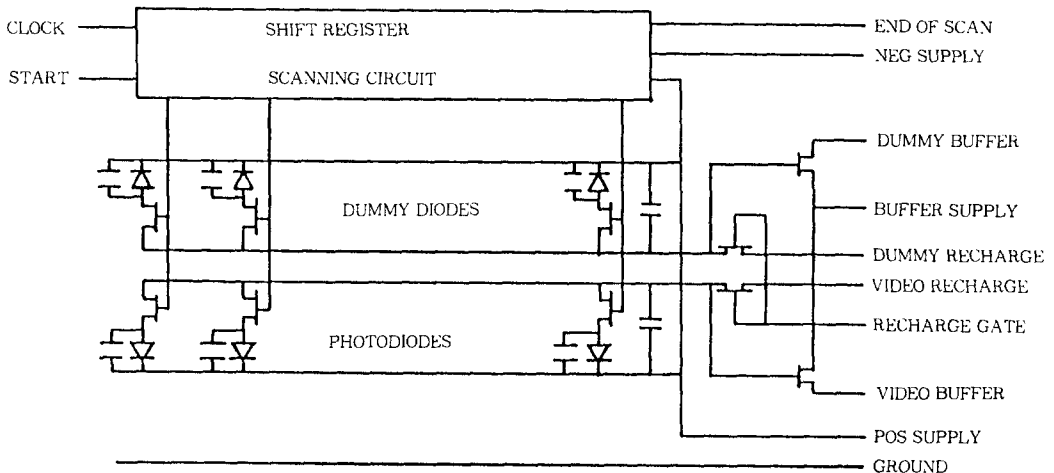 CLOCK
SHIFT REGISTER
END OF SCAN
NEG SUPPLY
START
SCANNING CIRCUIT
DUMMY BUFFER
DUMMY DIODES
BUFFER SUPPLY
DUMMY RECHARGE
VIDEO RECHARGE
RECHARGE GATE
PHOTODIODES
VIDEO BUFFER
POS SUPPLY
GROUND